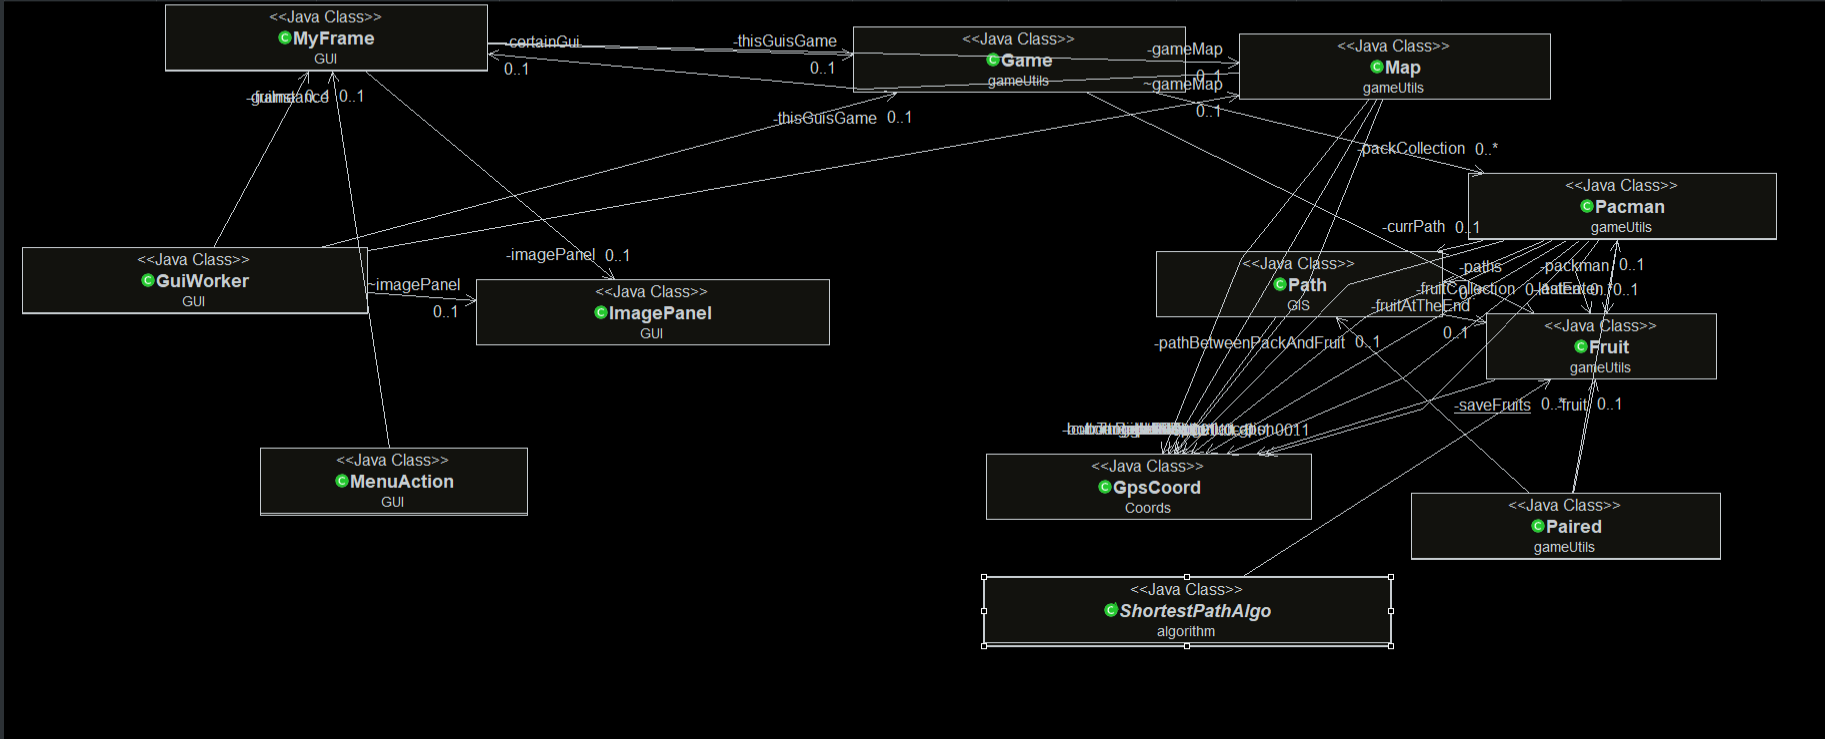 <<Java Class>>
MyFrame
GUI
-certainGui
0..1
-thisGuisGame
0..1
<<Java Class>>
Game
gameUtils
-gameMap
0..1
~gameMap
0..1
<<Java Class>>
Map
gameUtils
0..1
0..1
-thisGuisGame 0..1
-packCollection 0..*
<<Java Class>>
Pacman
gameUtils
-currPath 0..1
<<Java Class>>
GuiWorker
GUI
-imagePanel 0..1
~imagePanel
0..1
<<Java Class>>
ImagePanel
GUI
<<Java Class>>
Path
GIS
-paths
-packman 0..1
-fruitCollection
0..1
-fruitAtTheEnd
0..1
-pathBetweenPackAndFruit 0..1
<<Java Class>>
Fruit
gameUtils
-saveFruits 0..*
-fruit 0..1
<<Java Class>>
MenuAction
GUI
<<Java Class>>
GpsCoord
Coords
<<Java Class>>
Paired
gameUtils
<<Java Class>>
ShortestPathAlgo
algorithm